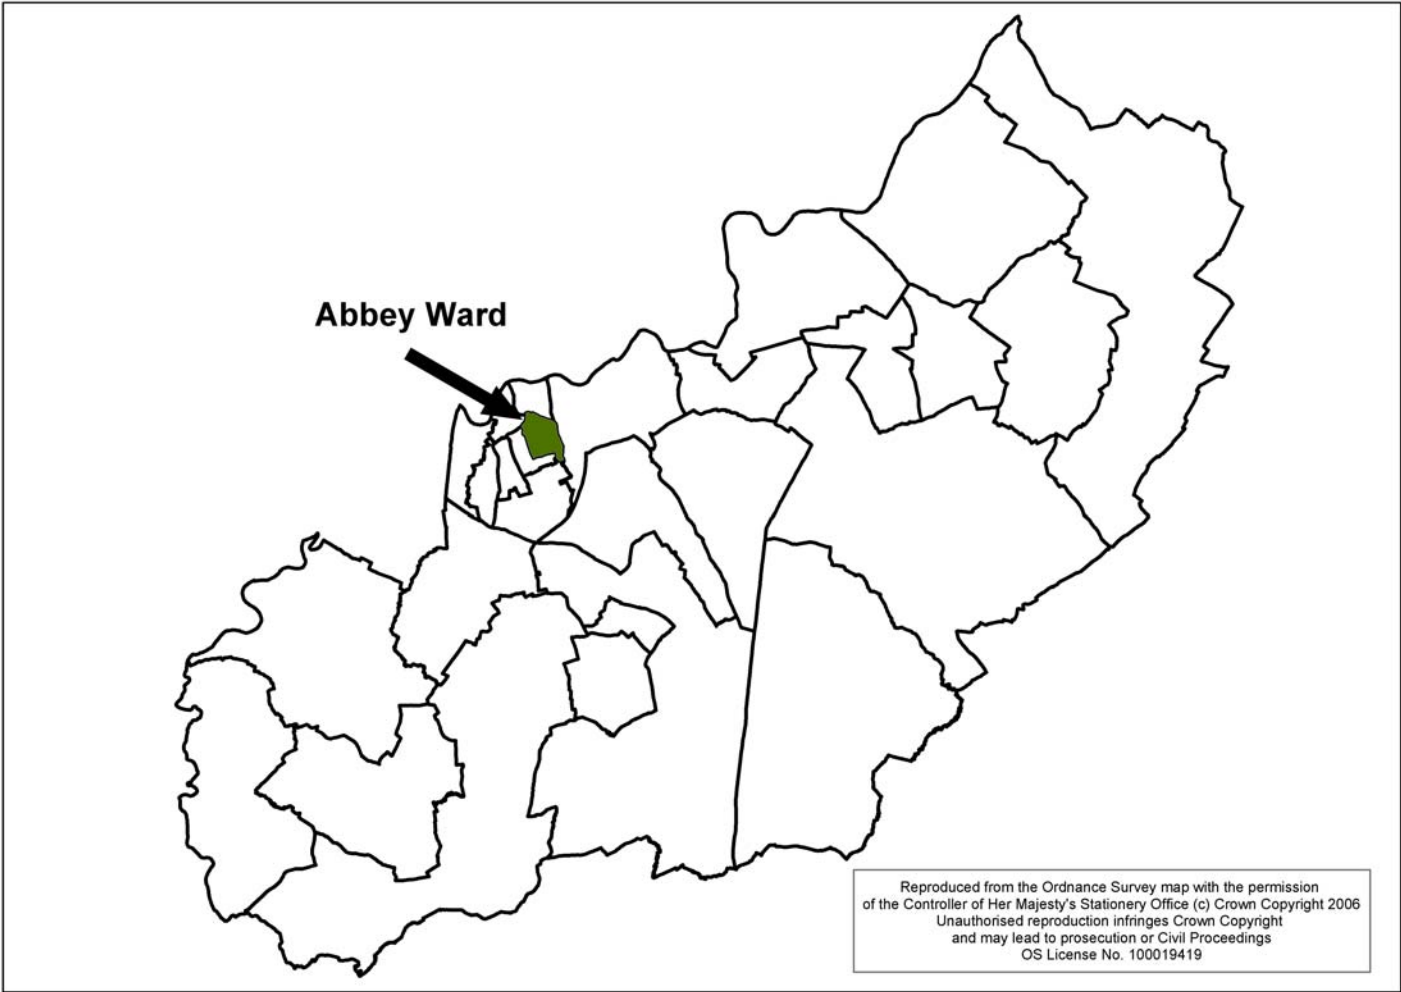 Abbey Ward
Reproduced from the Ordnance Survey map with the permission
of the Controller of Her Majesty's Stationery Office (c) Crown Copyright 2006
Unauthorised reproduction infringes Crown Copyright
and may lead to prosecution or Civil Proceedings
OS License No. 100019419